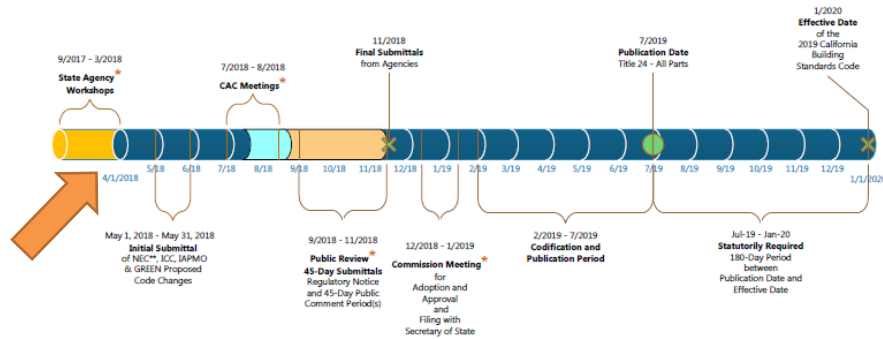 9/2017 - 3/2018
State Agency *
Workshops
7/2018 - 8/2018
CAC Meetings *
11/2018
Final Submittals
from Agencies
7/2019
Publication Date
Title 24 - All Parts
1/2020
Effective Date
of the
2019 California
Building
Standards Code
4/1/2018
5/18
6/18
7/18
8/18
9/18
10/18
11/18
12/18
1/19
2/19
3/19
4/19
5/19
6/19
7/19
8/19
9/19
10/19
11/19
12/19
1/1/2020
May 1, 2018 - May 31, 2018
Initial Submittal
of NEC**, ICC, IAPMO
& GREEN Proposed
Code Changes
9/2018 - 11/2018
Public Review *
45-Day Submittals
Regulatory Notice
and 45-Day Public
Comment Period(s)
12/2018 - 1/2019
Commission Meeting *
for
Adoption and
Approval
and
Filing with
Secretary of State
2/2019 - 7/2019
Codification and
Publication Period
Jul-19 - Jan-20
Statutorily Required
180-Day Period
between
Publication Date and
Effective Date